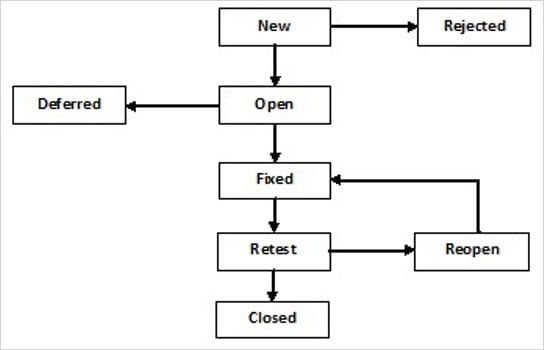 New
Rejected
Deferred
Open
Fixed
Retest
Reopen
Closed